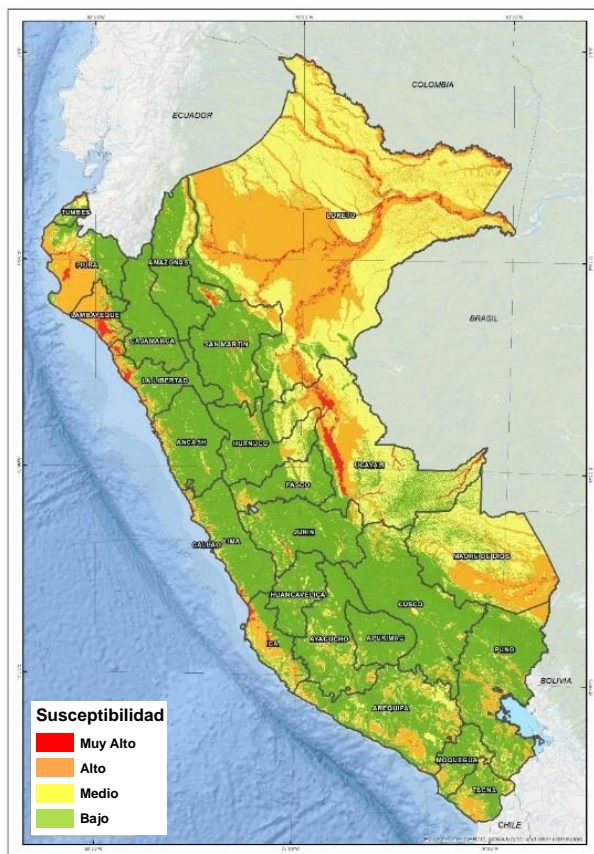 COLOMBIA
ECUADOR
TUMBES
LORETO
PIURA
AMAZONAS
LAMBAYEQUE
BRASIL
CAJAMARCA
SAN MARTIN
LA LIBERTAD
ANCASH
HUANUCO
UCAYALI
PASCO
JUNIN
CALLAO
LIMA
MADRE DE DIOS
HUANCAVELICA
CUSCO
ICA
AYACUCHO
APURIMAC
PUNO
BOLIVIA
AREQUIPA
MOQUEGUA
TACNA
CHILE
Susceptibilidad
Muy Alto
Alto
Medio
Bajo